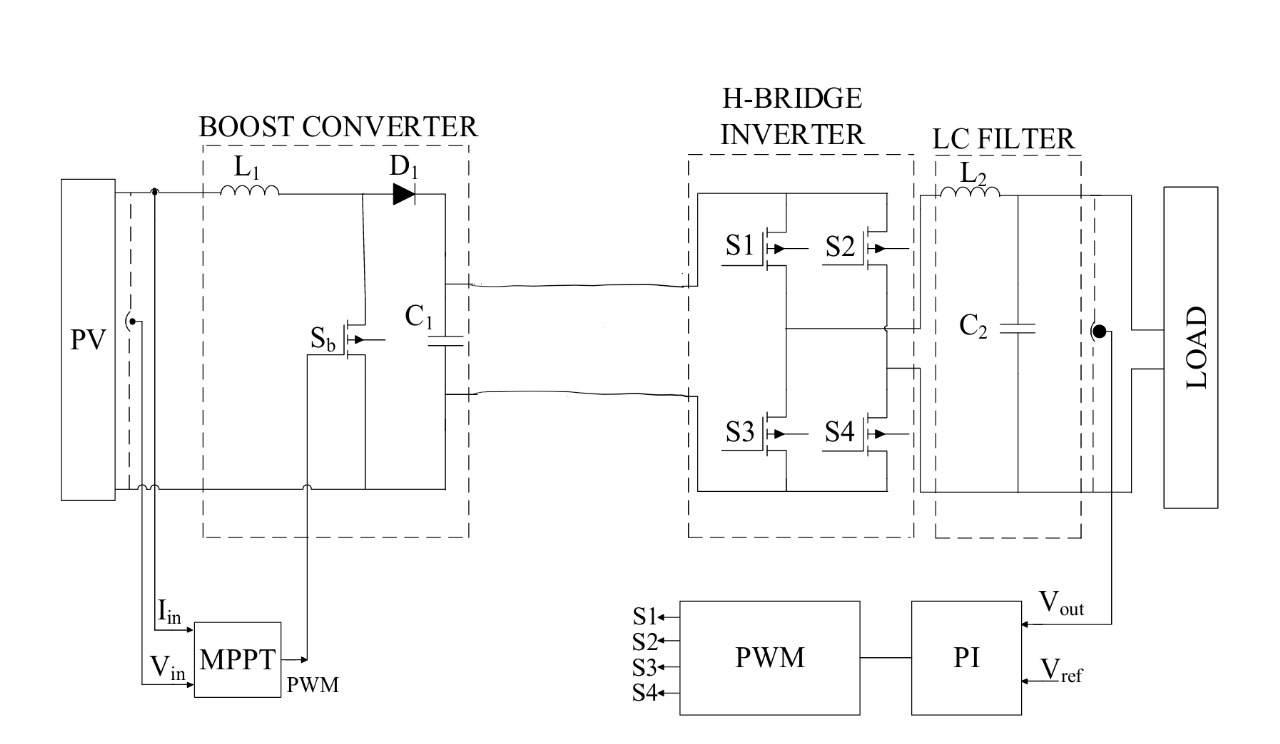 H-BRIDGE
INVERTER
BOOST CONVERTER
LC FILTER
L1
D1
L2
S1
S2
PV
Sb
C1
C2
LOAD
S3
S4
Iin
Vin
MPPT
PWM
S1
S2
S3
S4
PWM
PI
Vout
Vref